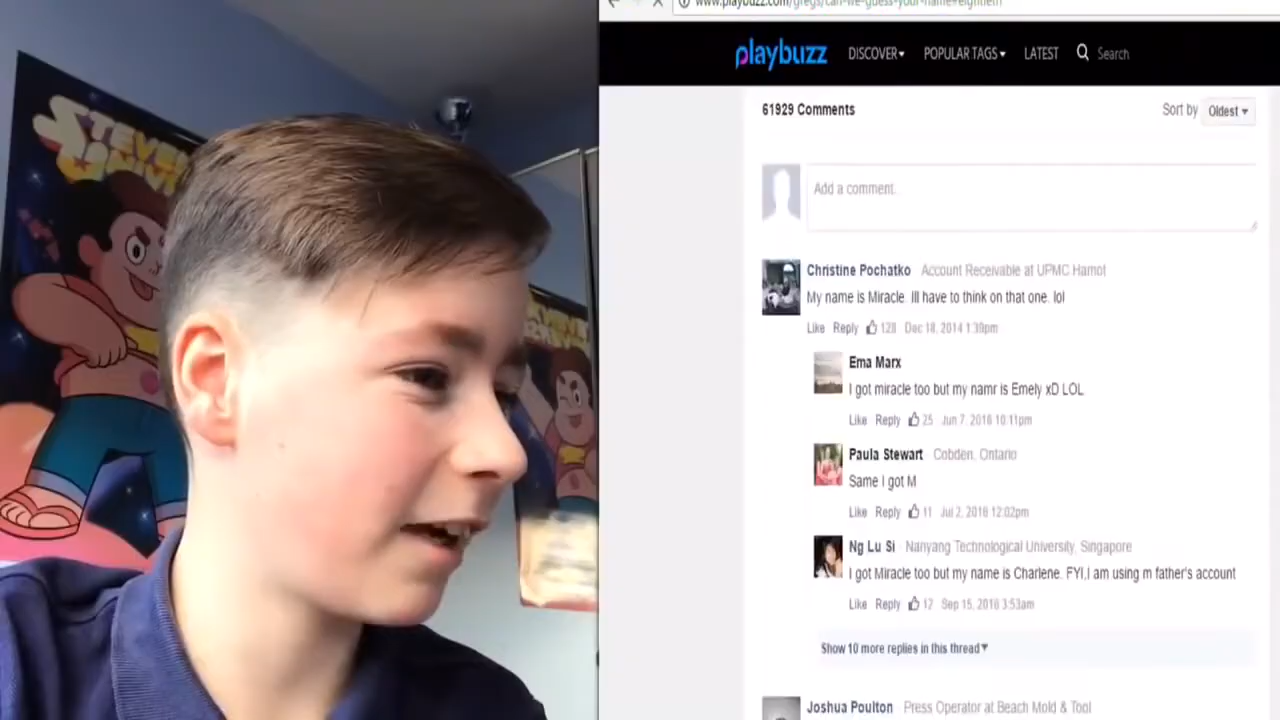 STEVEN
UNIVERSE
www.playbuzz.com/gregs/can-we-guess-your-name#eightieth
playbuzz DISCOVER POPULAR TAGS LATEST Search
61929 Comments Sort by Oldest
Add a comment.
Christine Pochatko Account Receivable at UPMC Hamot
My name is Miracle. Ill have to think on that one. lol
Like Reply 128 Dec 18, 2014 1:39pm
Ema Marx
I got miracle too but my namr is Emely xD LOL
Like Reply 25 Jun 7, 2016 10:11pm
Paula Stewart Cobden, Ontario
Same I got M
Like Reply 11 Jul 2, 2016 12:02pm
Ng Lu Si Nanyang Technological University, Singapore
I got Miracle too but my name is Charlene. FYI,I am using m father's account
Like Reply 12 Sep 15, 2016 3:53am
Show 10 more replies in this thread
Joshua Poulton Press Operator at Beach Mold & Tool